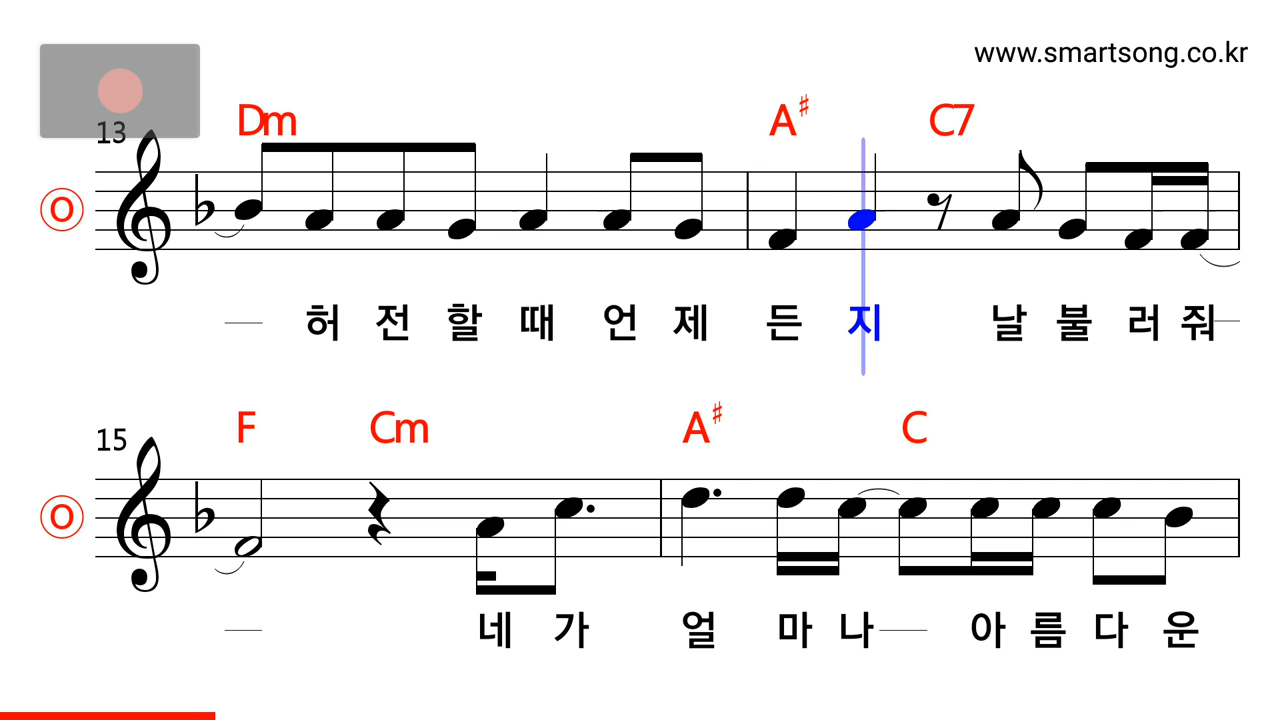 www.smartsong.co.kr
13 Dm A♯ C7
O
허 전 할 때 언 제 든 지 날 불 러 줘
15 F Cm A♯ C
O
네 가 얼 마 나 아 름 다 운